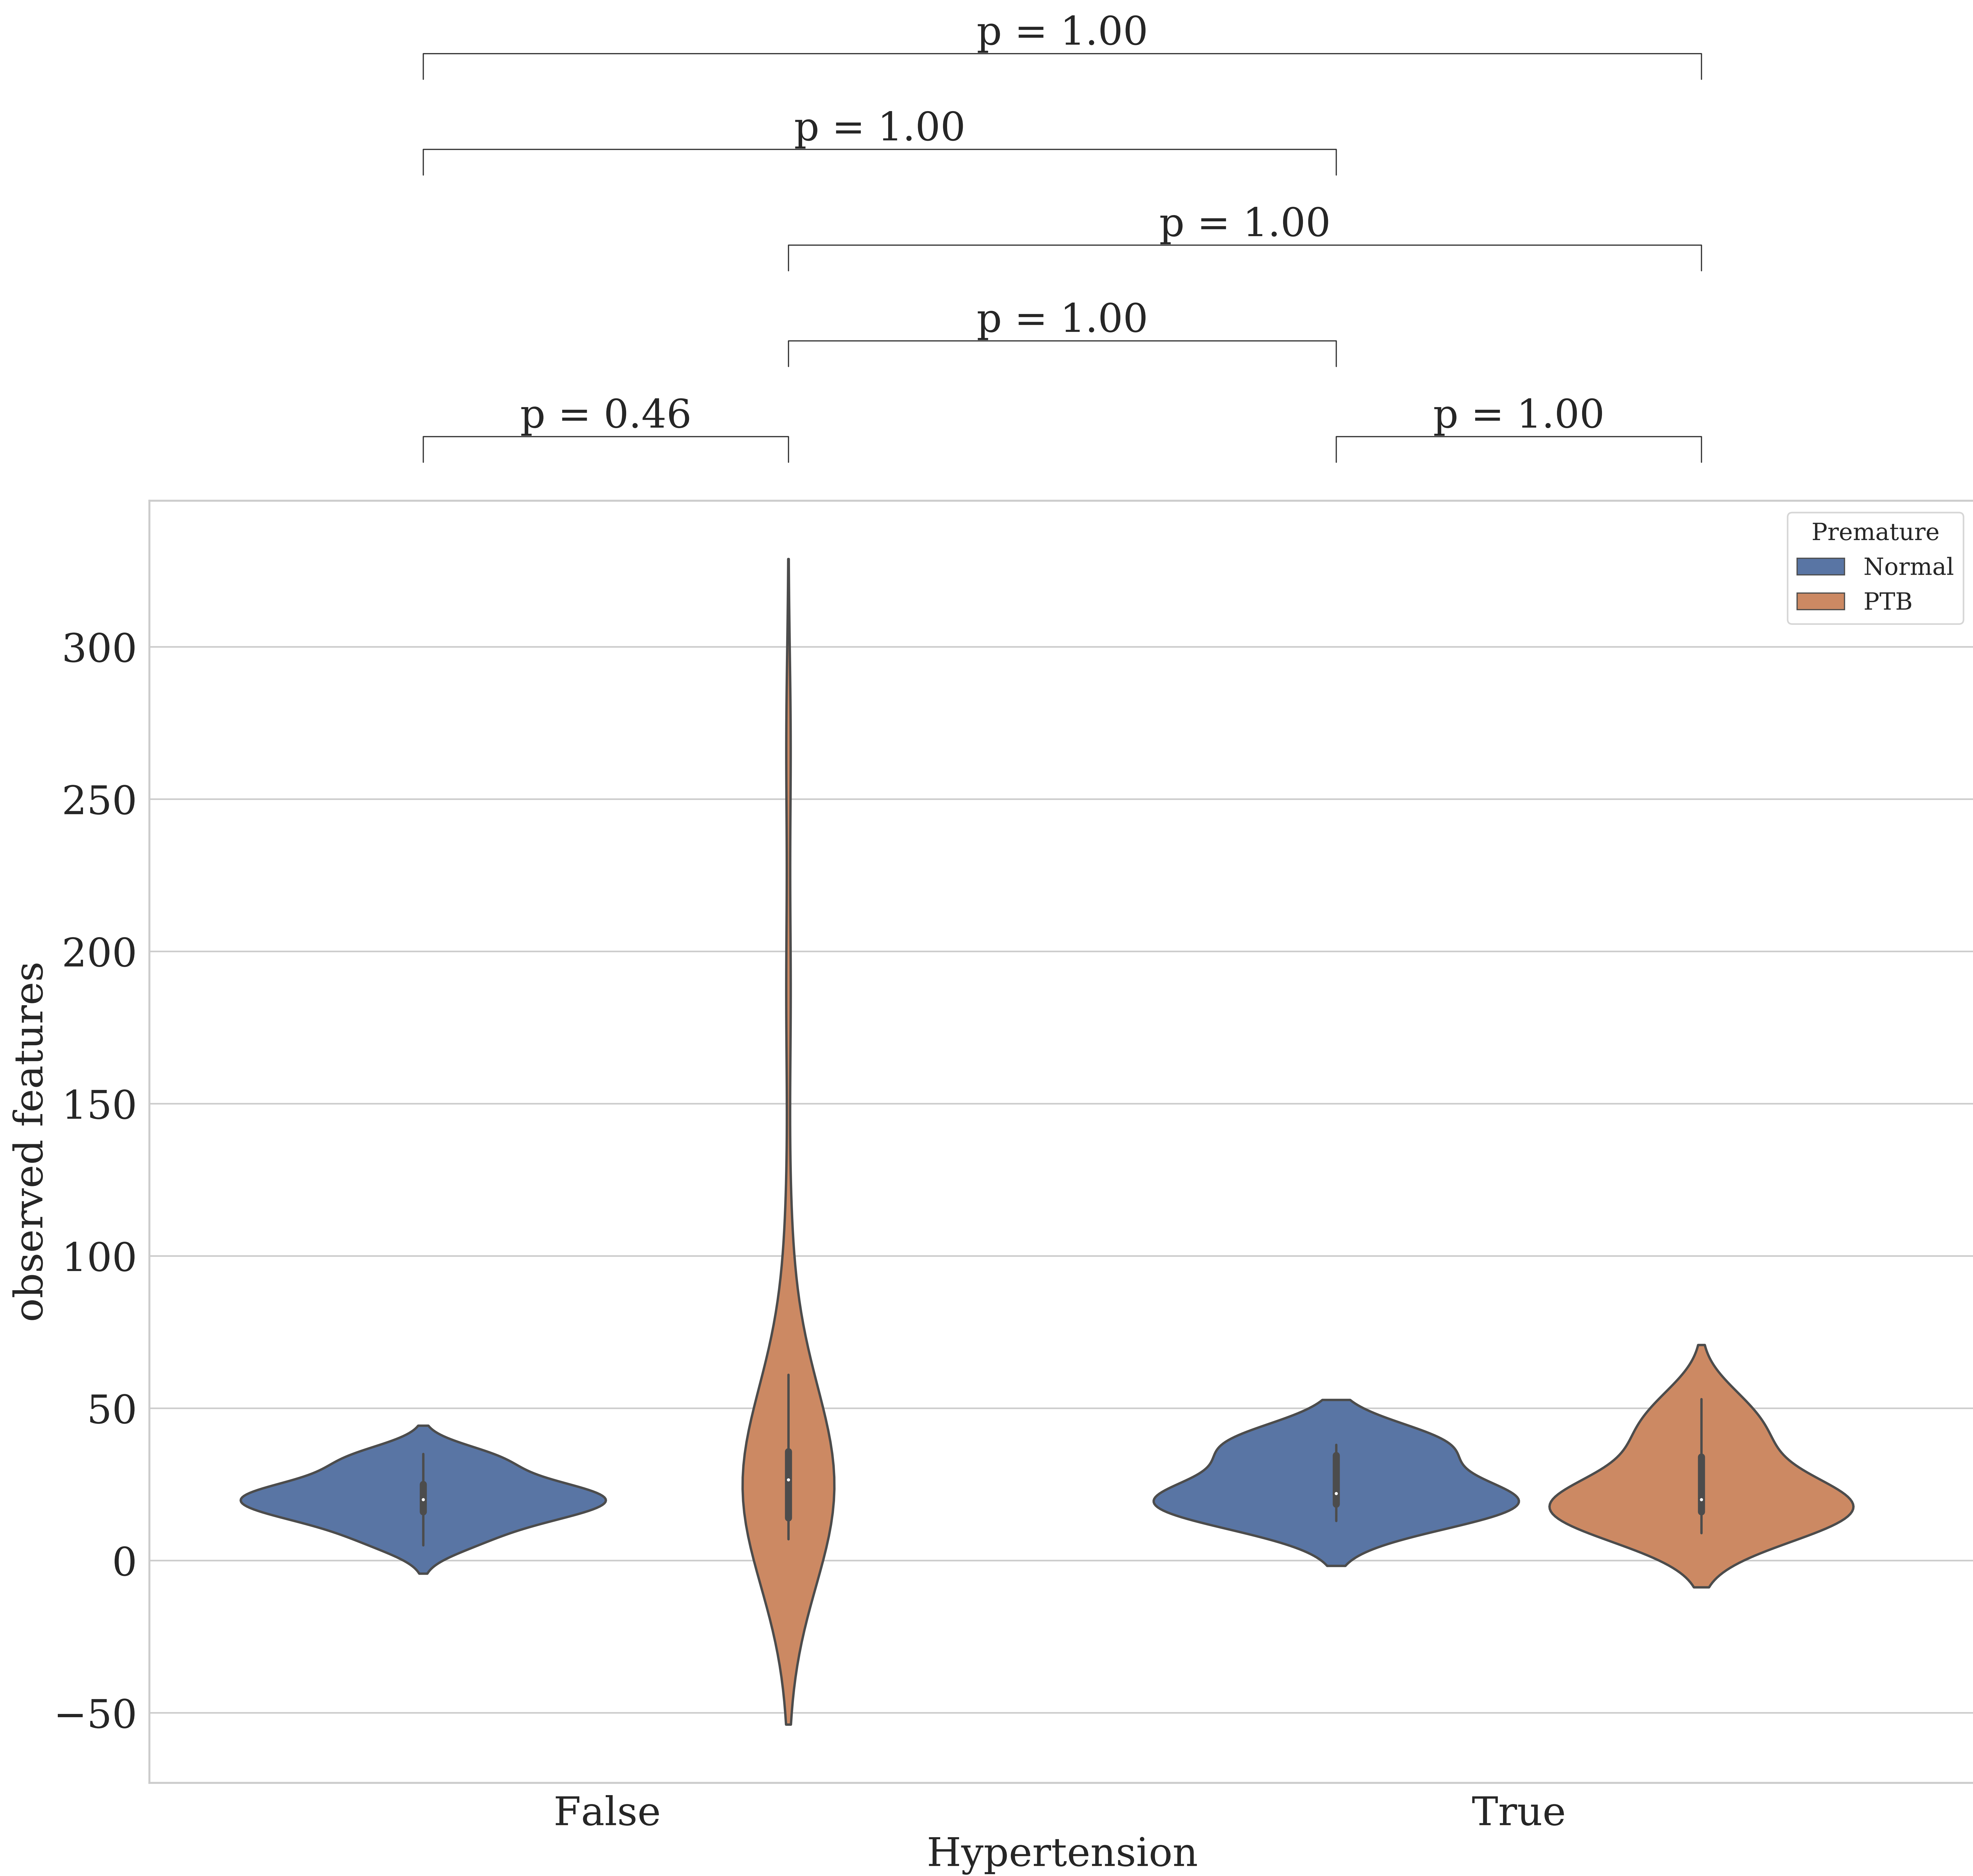 p = 1.00
p = 1.00
p = 1.00
p = 1.00
p = 0.46
p = 1.00
Premature
Normal
PTB
300
250
200
150
100
50
0
−50
observed features
False
True
Hypertension